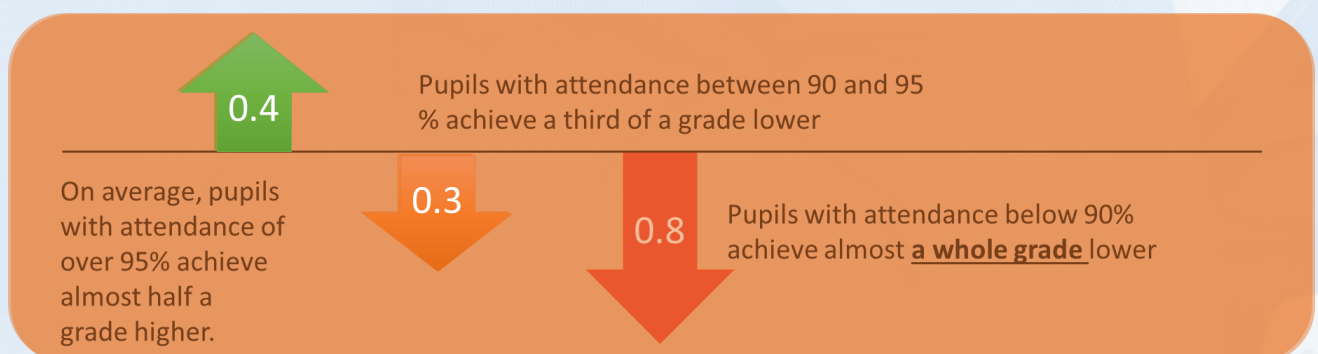 0.4
Pupils with attendance between 90 and 95
% achieve a third of a grade lower
On average, pupils
with attendance of
over 95% achieve
almost half a
grade higher.
0.3
0.8
Pupils with attendance below 90%
achieve almost a whole grade lower